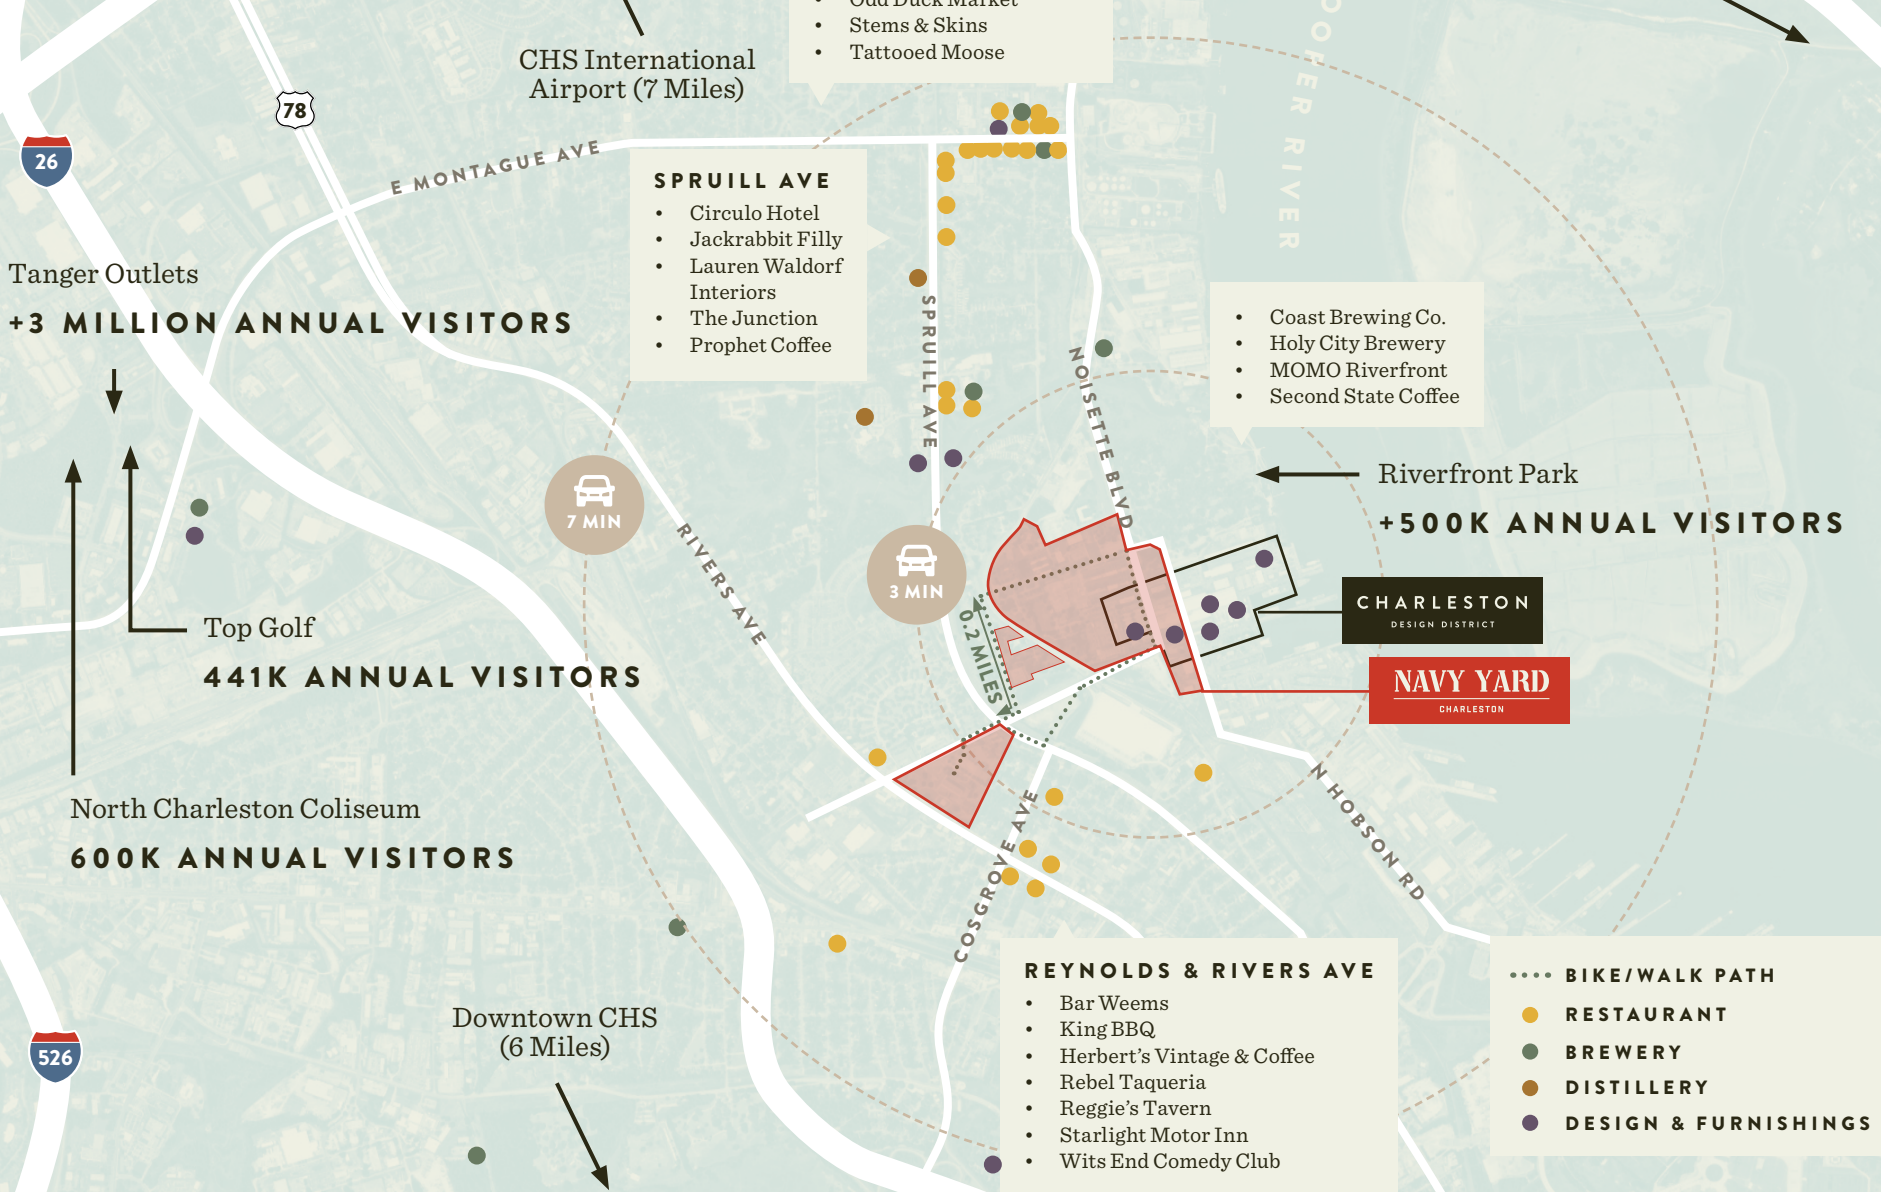 Odd Duck Market
• Stems & Skins
• Tattooed Moose
CHS International
Airport (7 Miles)
COOPER RIVER
78
26
E MONTAGUE AVE
SPRUILL AVE
• Circulo Hotel
• Jackrabbit Filly
• Lauren Waldorf
Interiors
• The Junction
• Prophet Coffee
Tanger Outlets
+3 MILLION ANNUAL VISITORS
SPRUILL AVE
NOISETTE BLVD
• Coast Brewing Co.
• Holy City Brewery
• MOMO Riverfront
• Second State Coffee
Riverfront Park
+500K ANNUAL VISITORS
7 MIN
3 MIN
RIVERS AVE
0.2 MILES
CHARLESTON
DESIGN DISTRICT
NAVY YARD
CHARLESTON
Top Golf
441K ANNUAL VISITORS
North Charleston Coliseum
600K ANNUAL VISITORS
N HOBSON RD
COSGROVE AVE
REYNOLDS & RIVERS AVE
• Bar Weems
• King BBQ
• Herbert's Vintage & Coffee
• Rebel Taqueria
• Reggie's Tavern
• Starlight Motor Inn
• Wits End Comedy Club
Downtown CHS
(6 Miles)
526
BIKE/WALK PATH
RESTAURANT
BREWERY
DISTILLERY
DESIGN & FURNISHINGS